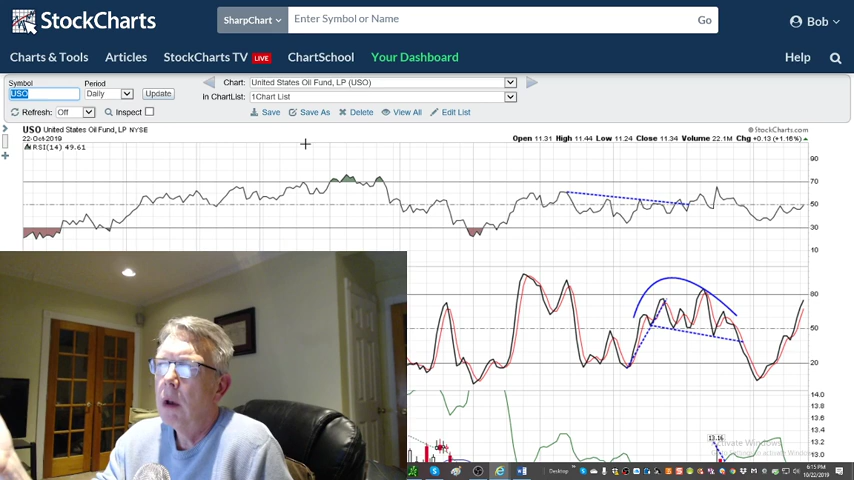 StockCharts
SharpChart
Enter Symbol or Name
Go
Bob
Charts & Tools
Articles
StockCharts TV LIVE
ChartSchool
Your Dashboard
Help
Symbol
Period
Chart: United States Oil Fund, LP (USO)
USO
Daily
Update
in ChartList: 1Chart List
Refresh: Off
Inspect
Save
Save As
Delete
View All
Edit List
USO United States Oil Fund, LP NYSE
© StockCharts.com
22-Oct-2019
Open 11.31 High 11.44 Low 11.24 Close 11.34 Volume 22.1M Chg +0.13 (+1.16%)
RSI(14) 49.61
90
70
50
30
10
80
50
20
14.0
13.8
13.6
13.4
13.2
13.16
Activate Windows
Desktop
6:15 PM
10/22/2019